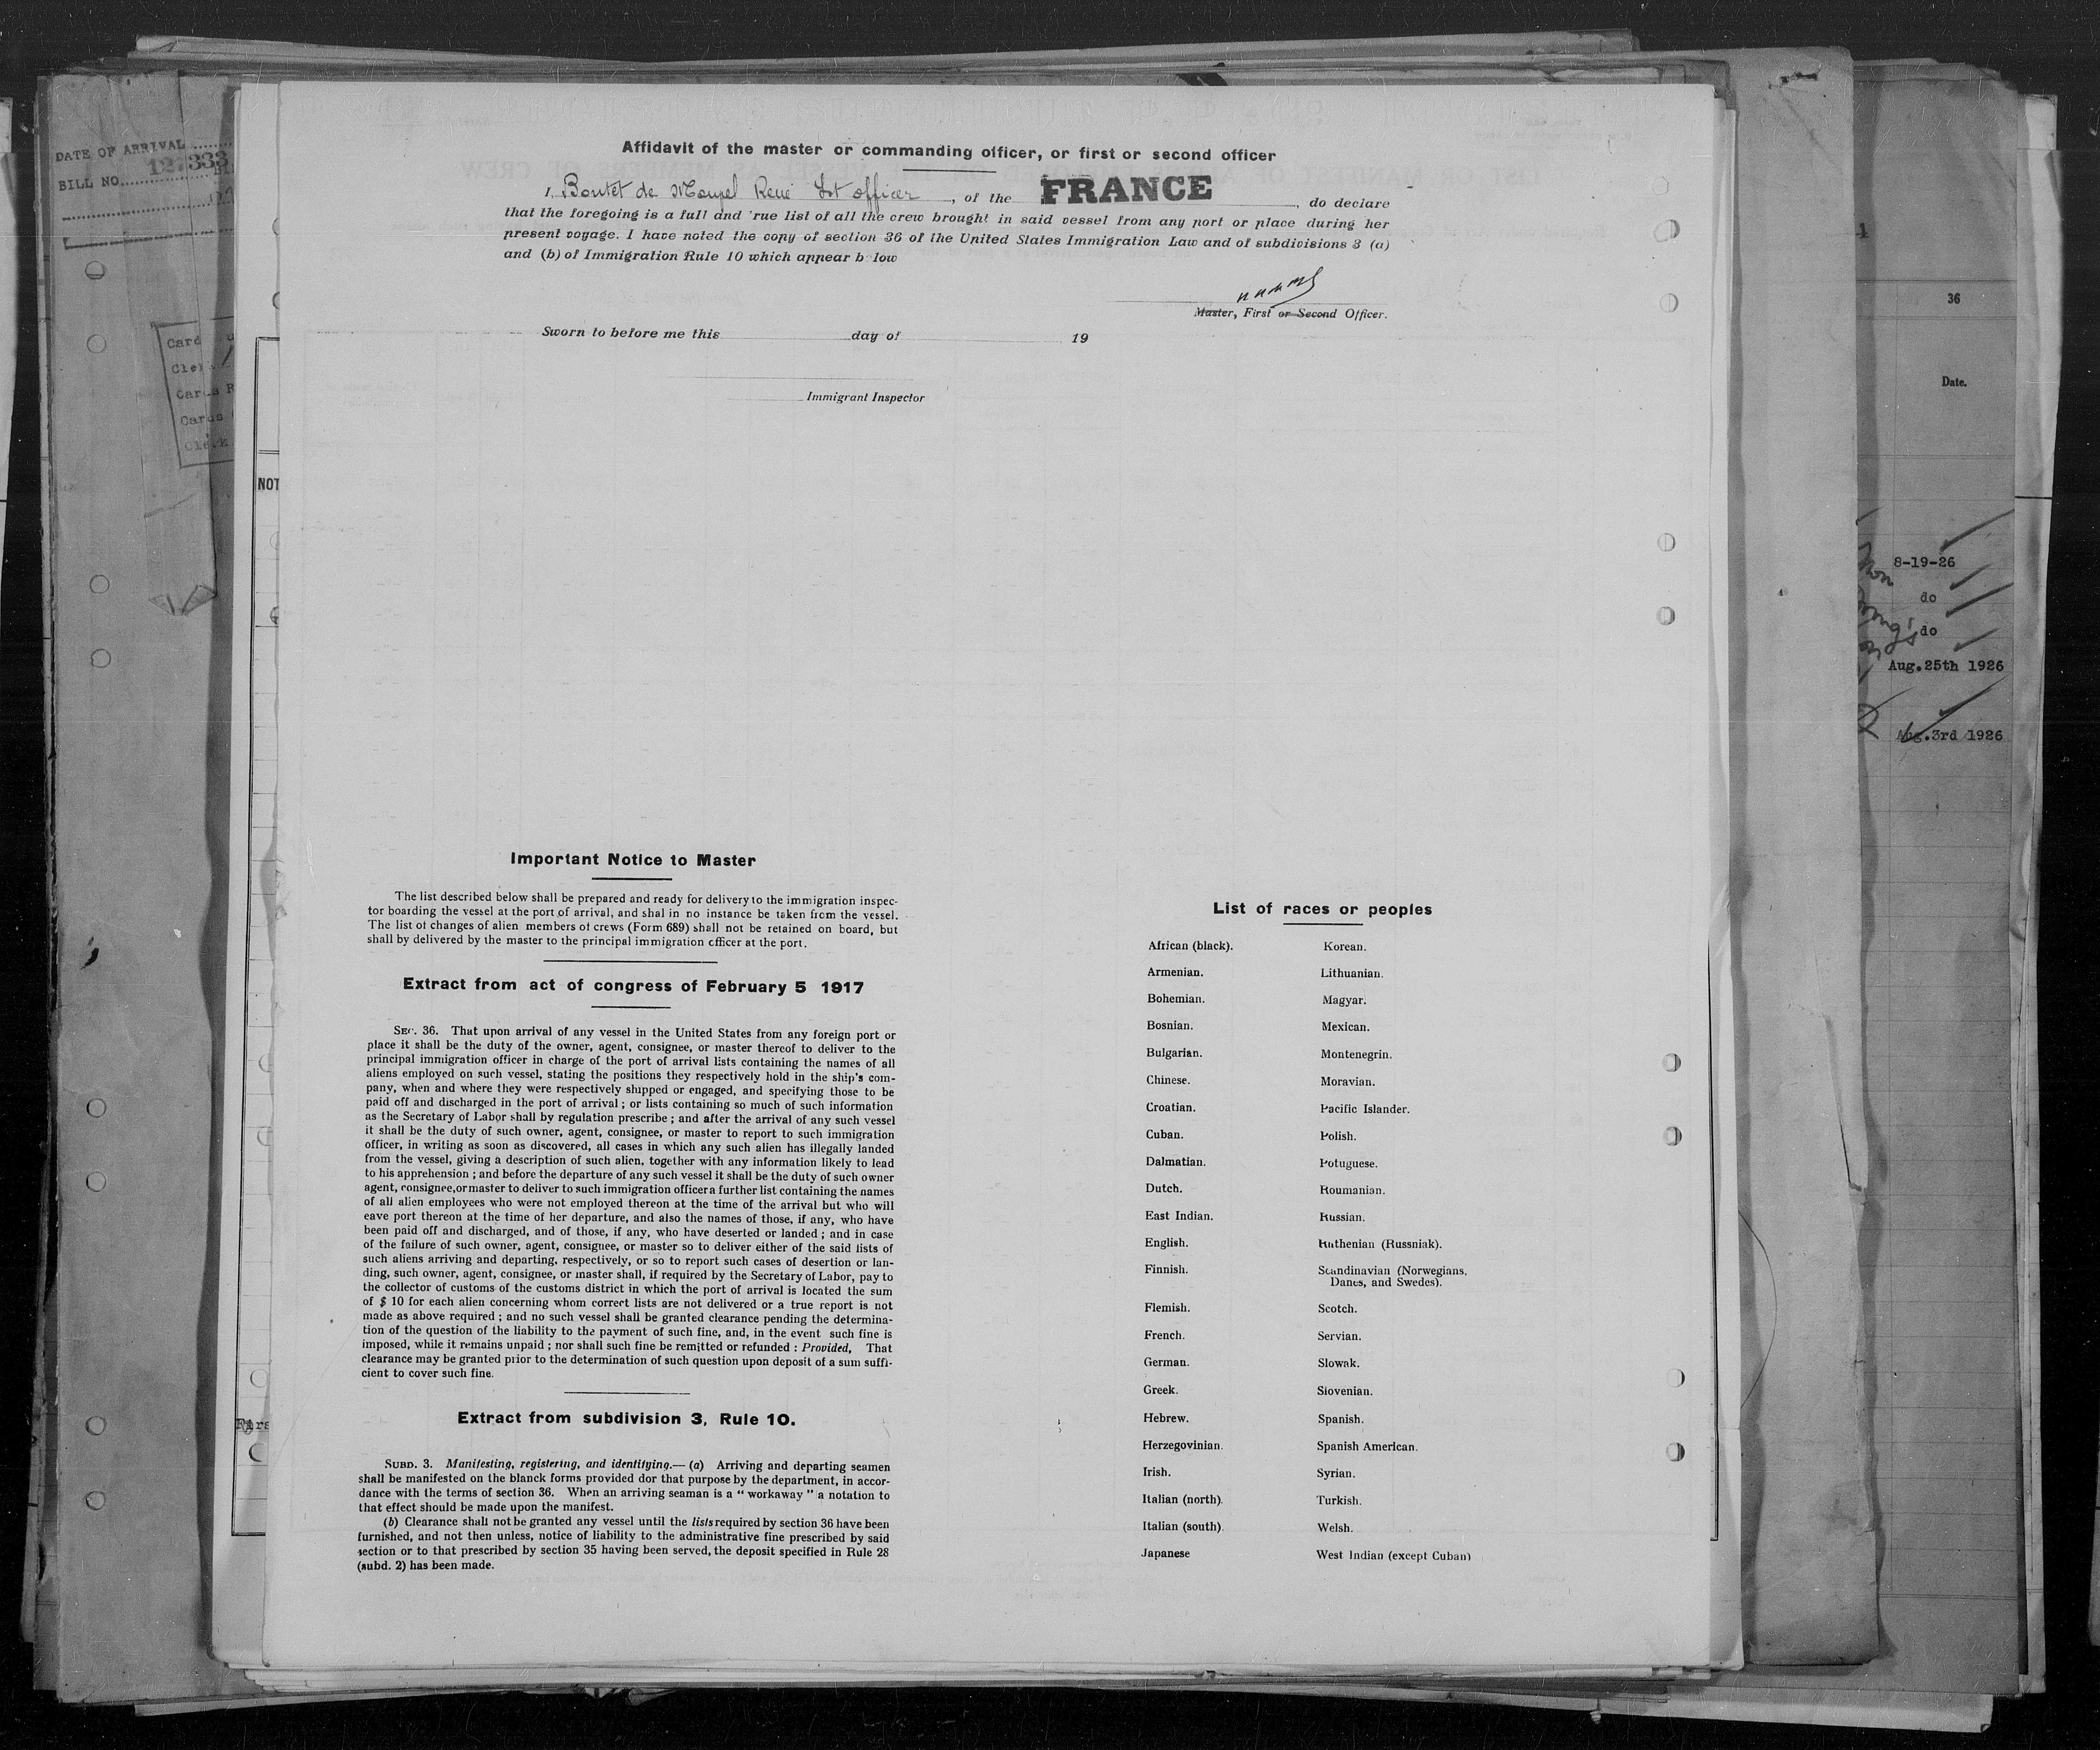 DATE OF ARRIVAL
BILL NO. 127333
Card
Cle
Cards R
Cards
Clerk
NOT
Affidavit of the master or commanding officer, or first or second officer
I, Boutet de Monvel René 1st officer, of the FRANCE, do declare
that the foregoing is a full and rue list of all the crew brought in said vessel from any port or place during her
present voyage. I have noted the copy of section 36 of the United States Immigration Law and of subdivisions 3 (a)
and (b) of Immigration Rule 10 which appear b low
Master, First or Second Officer.
Sworn to before me this day of 19
Immigrant Inspector
36
Date.
8-19-26
do
do
Aug.25th 1926
Aug.3rd 1926
Important Notice to Master
The list described below shall be prepared and ready for delivery to the immigration inspec-
tor boarding the vessel at the port of arrival, and shal in no instance be taken from the vessel.
The list of changes of alien members of crews (Form 689) shall not be retained on board, but
shall by delivered by the master to the principal immigration officer at the port.
Extract from act of congress of February 5 1917
SEC. 36. That upon arrival of any vessel in the United States from any foreign port or
place it shall be the duty of the owner, agent, consignee, or master thereof to deliver to the
principal immigration officer in charge of the port of arrival lists containing the names of all
aliens employed on such vessel, stating the positions they respectively hold in the ship's com-
pany, when and where they were respectively shipped or engaged, and specifying those to be
paid off and discharged in the port of arrival ; or lists containing so much of such information
as the Secretary of Labor shall by regulation prescribe ; and after the arrival of any such vessel
it shall be the duty of such owner, agent, consignee, or master to report to such immigration
officer, in writing as soon as discovered, all cases in which any such alien has illegally landed
from the vessel, giving a description of such alien, together with any information likely to lead
to his apprehension ; and before the departure of any such vessel it shall be the duty of such owner
agent, consignee,ormaster to deliver to such immigration officera further list containing the names
of all alien employees who were not employed thereon at the time of the arrival but who will
eave port thereon at the time of her departure, and also the names of those, if any, who have
been paid off and discharged, and of those, if any, who have deserted or landed ; and in case
of the failure of such owner, agent, consignee, or master so to deliver either of the said lists of
such aliens arriving and departing, respectively, or so to report such cases of desertion or lan-
ding, such owner, agent, consignee, or master shall, if required by the Secretary of Labor, pay to
the collector of customs of the customs district in which the port of arrival is located the sum
of $ 10 for each alien concerning whom correct lists are not delivered or a true report is not
made as above required ; and no such vessel shall be granted clearance pending the determina-
tion of the question of the liability to the payment of such fine, and, in the event such fine is
imposed, while it remains unpaid ; nor shall such fine be remitted or refunded : Provided, That
clearance may be granted prior to the determination of such question upon deposit of a sum suffi-
cient to cover such fine.
Extract from subdivision 3, Rule 10.
SUBD. 3. Manifesting, registering, and identifying.— (a) Arriving and departing seamen
shall be manifested on the blanck forms provided dor that purpose by the department, in accor-
dance with the terms of section 36. When an arriving seaman is a “ workaway ” a notation to
that effect should be made upon the manifest.
(b) Clearance shall not be granted any vessel until the lists required by section 36 have been
furnished, and not then unless, notice of liability to the administrative fine prescribed by said
section or to that prescribed by section 35 having been served, the deposit specified in Rule 28
(subd. 2) has been made.
List of races or peoples
African (black). Korean.
Armenian. Lithuanian.
Bohemian. Magyar.
Bosnian. Mexican.
Bulgarian. Montenegrin.
Chinese. Moravian.
Croatian. Pacific Islander.
Cuban. Polish.
Dalmatian. Potuguese.
Dutch. Roumanian.
East Indian. Russian.
English. Ruthenian (Russniak).
Finnish. Scandinavian (Norwegians,
Danes, and Swedes).
Flemish. Scotch.
French. Servian.
German. Slowak.
Greek. Slovenian.
Hebrew. Spanish.
Herzegovinian. Spanish American.
Irish. Syrian.
Italian (north). Turkish.
Italian (south). Welsh.
Japanese West Indian (except Cuban)